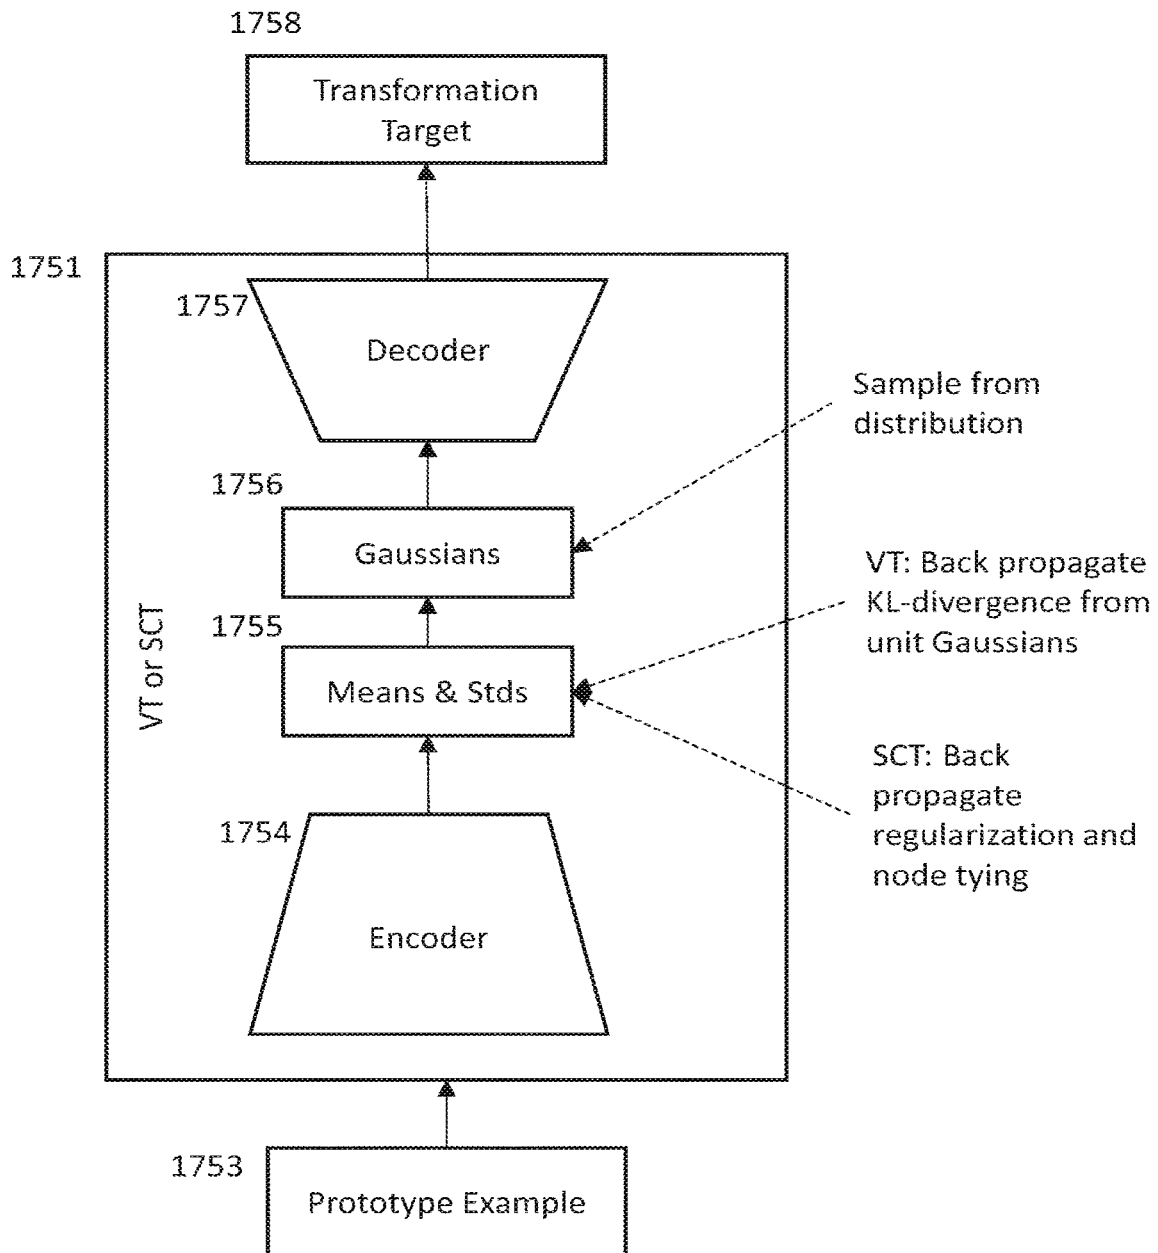 1758
Transformation
Target
1751
1757
Decoder
Sample from
distribution
1756
Gaussians
VT: Back propagate
KL-divergence from
unit Gaussians
1755
Means & Stds
VT or SCT
SCT: Back
propagate
regularization and
node tying
1754
Encoder
1753
Prototype Example